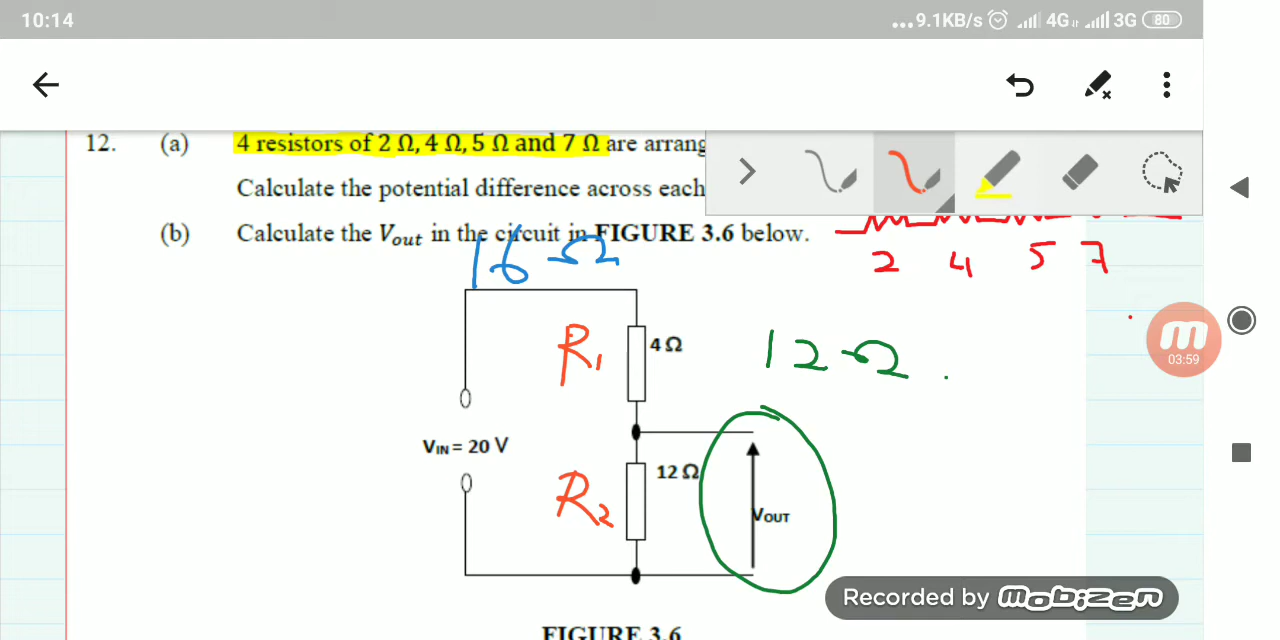 10:14 ...9.1KB/s 4G 3G 80
12. (a) 4 resistors of 2 Ω, 4 Ω, 5 Ω and 7 Ω are arrang
Calculate the potential difference across each
(b) Calculate the Vout in the circuit in FIGURE 3.6 below.
2 4 5 7
16 Ω
R1 4 Ω 12 Ω .
03:59
VIN = 20 V
R2 12 Ω
VOUT
Recorded by mobizen
FIGURE 3.6